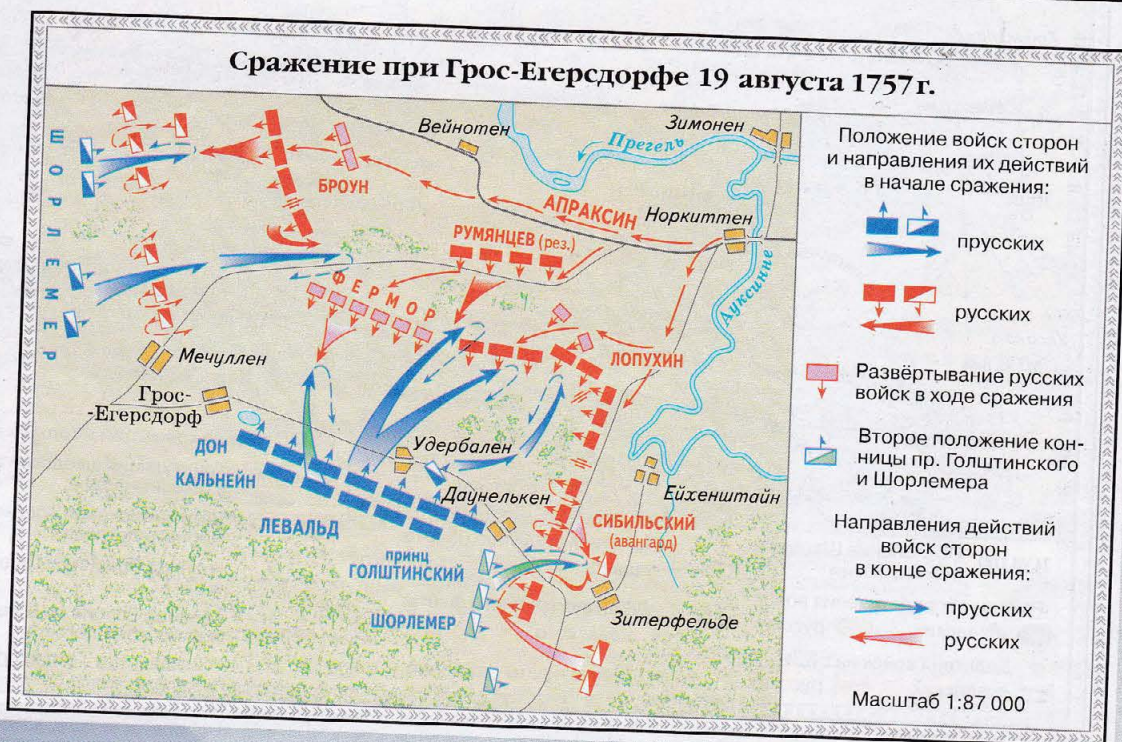 Сражение при Грос-Егерсдорфе 19 августа 1757 г.
ШОРЛЕМЕР
БРОУН
Вейнотен
Прегель
Зимонен
АПРАКСИН
Норкиттен
РУМЯНЦЕВ (рез.)
Ауксинне
ФЕРМОР
ЛОПУХИН
Мечуллен
Грос-
-Егерсдорф
ДОН
КАЛЬНЕЙН
ЛЕВАЛЬД
Удербален
Даунелькен
Ейхенштайн
СИБИЛЬСКИЙ
(авангард)
принц
ГОЛШТИНСКИЙ
ШОРЛЕМЕР
Зитерфельде
Положение войск сторон
и направления их действий
в начале сражения:
прусских
русских
Развёртывание русских
войск в ходе сражения
Второе положение кон-
ницы пр. Голштинского
и Шорлемера
Направления действий
войск сторон
в конце сражения:
прусских
русских
Масштаб 1:87 000